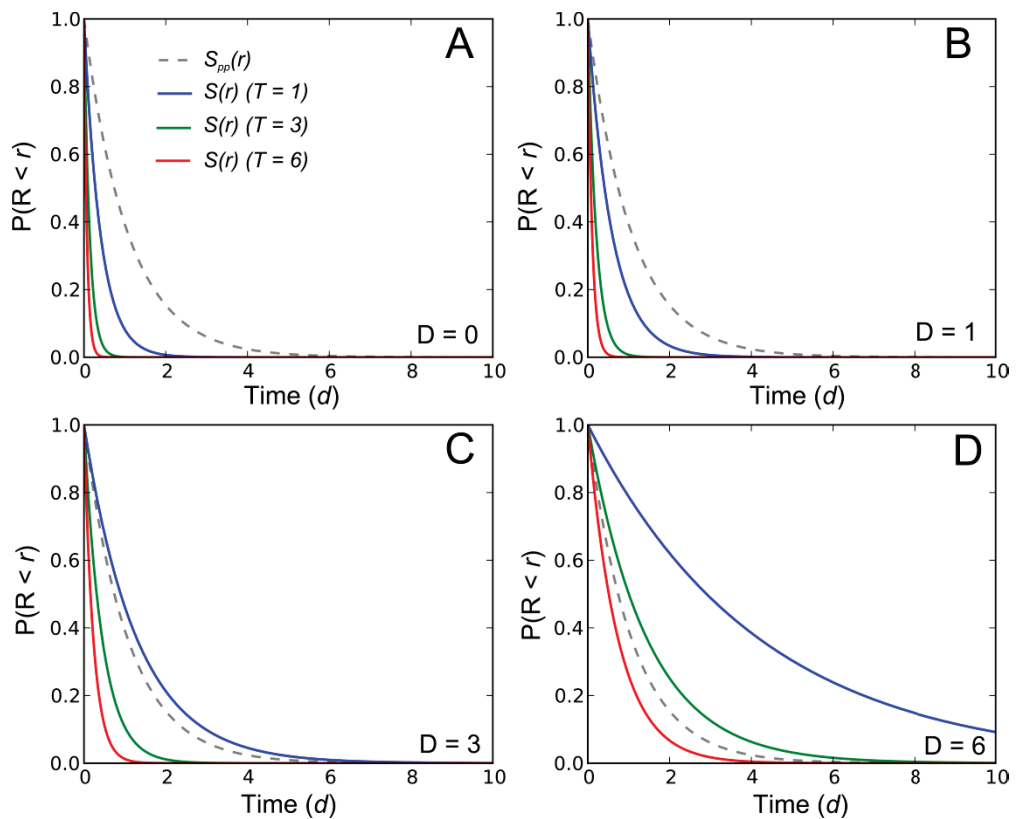 A
B
1.0
0.8
0.6
0.4
0.2
0.0
P(R < r)
S_pp(r)
S(r) (T = 1)
S(r) (T = 3)
S(r) (T = 6)
D = 0
0 2 4 6 8 10
Time (d)
1.0
0.8
0.6
0.4
0.2
0.0
P(R < r)
D = 1
0 2 4 6 8 10
Time (d)
C
D
1.0
0.8
0.6
0.4
0.2
0.0
P(R < r)
D = 3
0 2 4 6 8 10
Time (d)
1.0
0.8
0.6
0.4
0.2
0.0
P(R < r)
D = 6
0 2 4 6 8 10
Time (d)